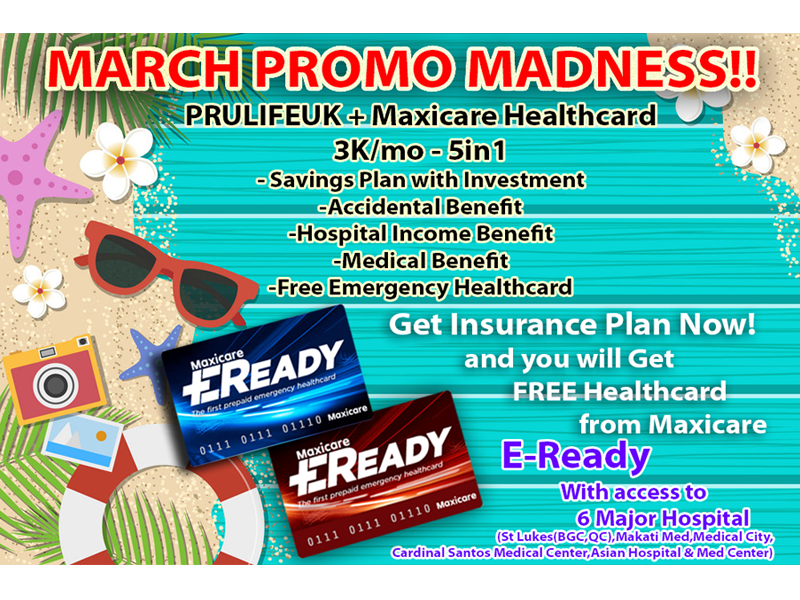 MARCH PROMO MADNESS!!
PRULIFEUK + Maxicare Healthcard
3K/mo - 5in1
- Savings Plan with Investment
-Accidental Benefit
-Hospital Income Benefit
-Medical Benefit
-Free Emergency Healthcard
Get Insurance Plan Now!
and you will Get
FREE Healthcard
from Maxicare
Maxicare
EREADY
The first prepaid emergency healthcard
0111 0111 01110 Maxicare
Maxicare
EREADY
The first prepaid emergency healthcard
0111 0111 01110 Maxicare
E-Ready
With access to
6 Major Hospital
(St Lukes(BGC,QC),Makati Med,Medical City,
Cardinal Santos Medical Center,Asian Hospital & Med Center)